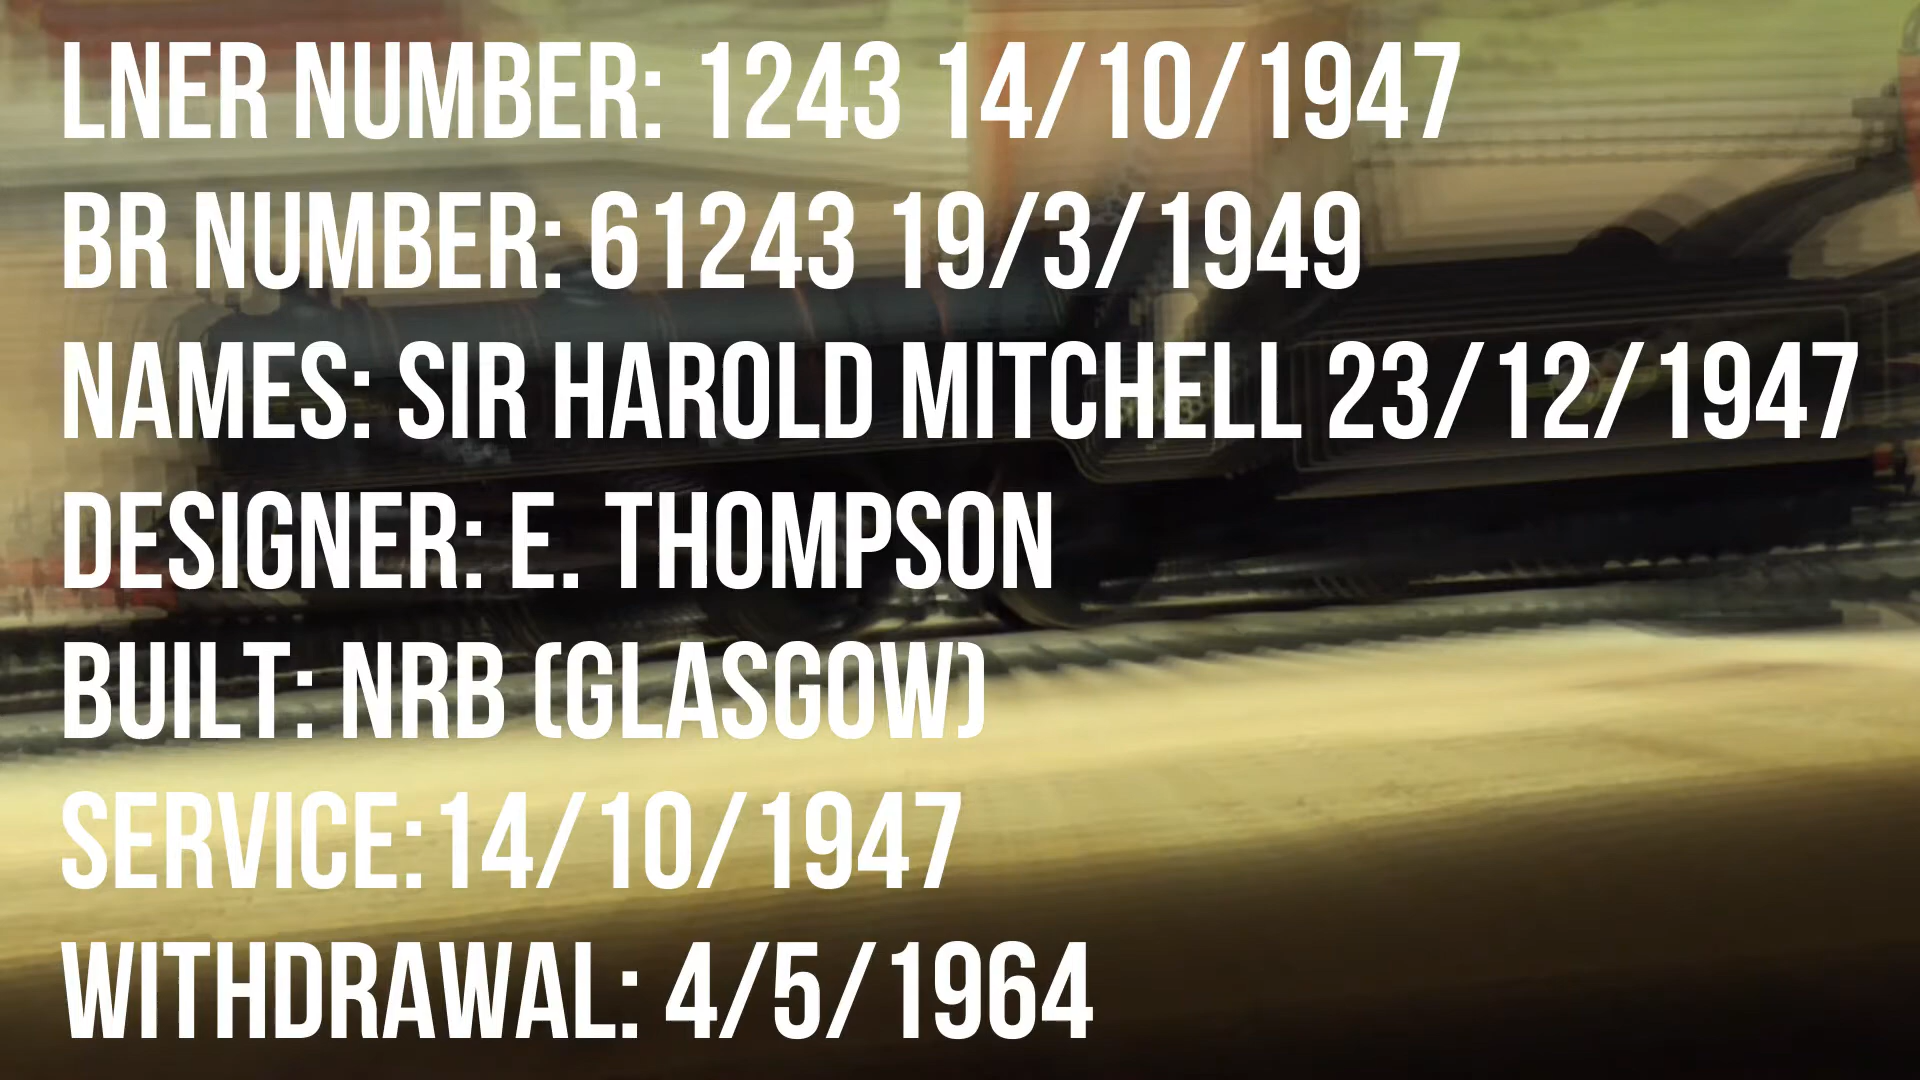 LNER NUMBER: 1243 14/10/1947
BR NUMBER: 61243 19/3/1949
NAMES: SIR HAROLD MITCHELL 23/12/1947
DESIGNER: E. THOMPSON
BUILT: NRB (GLASGOW)
SERVICE:14/10/1947
WITHDRAWAL: 4/5/1964